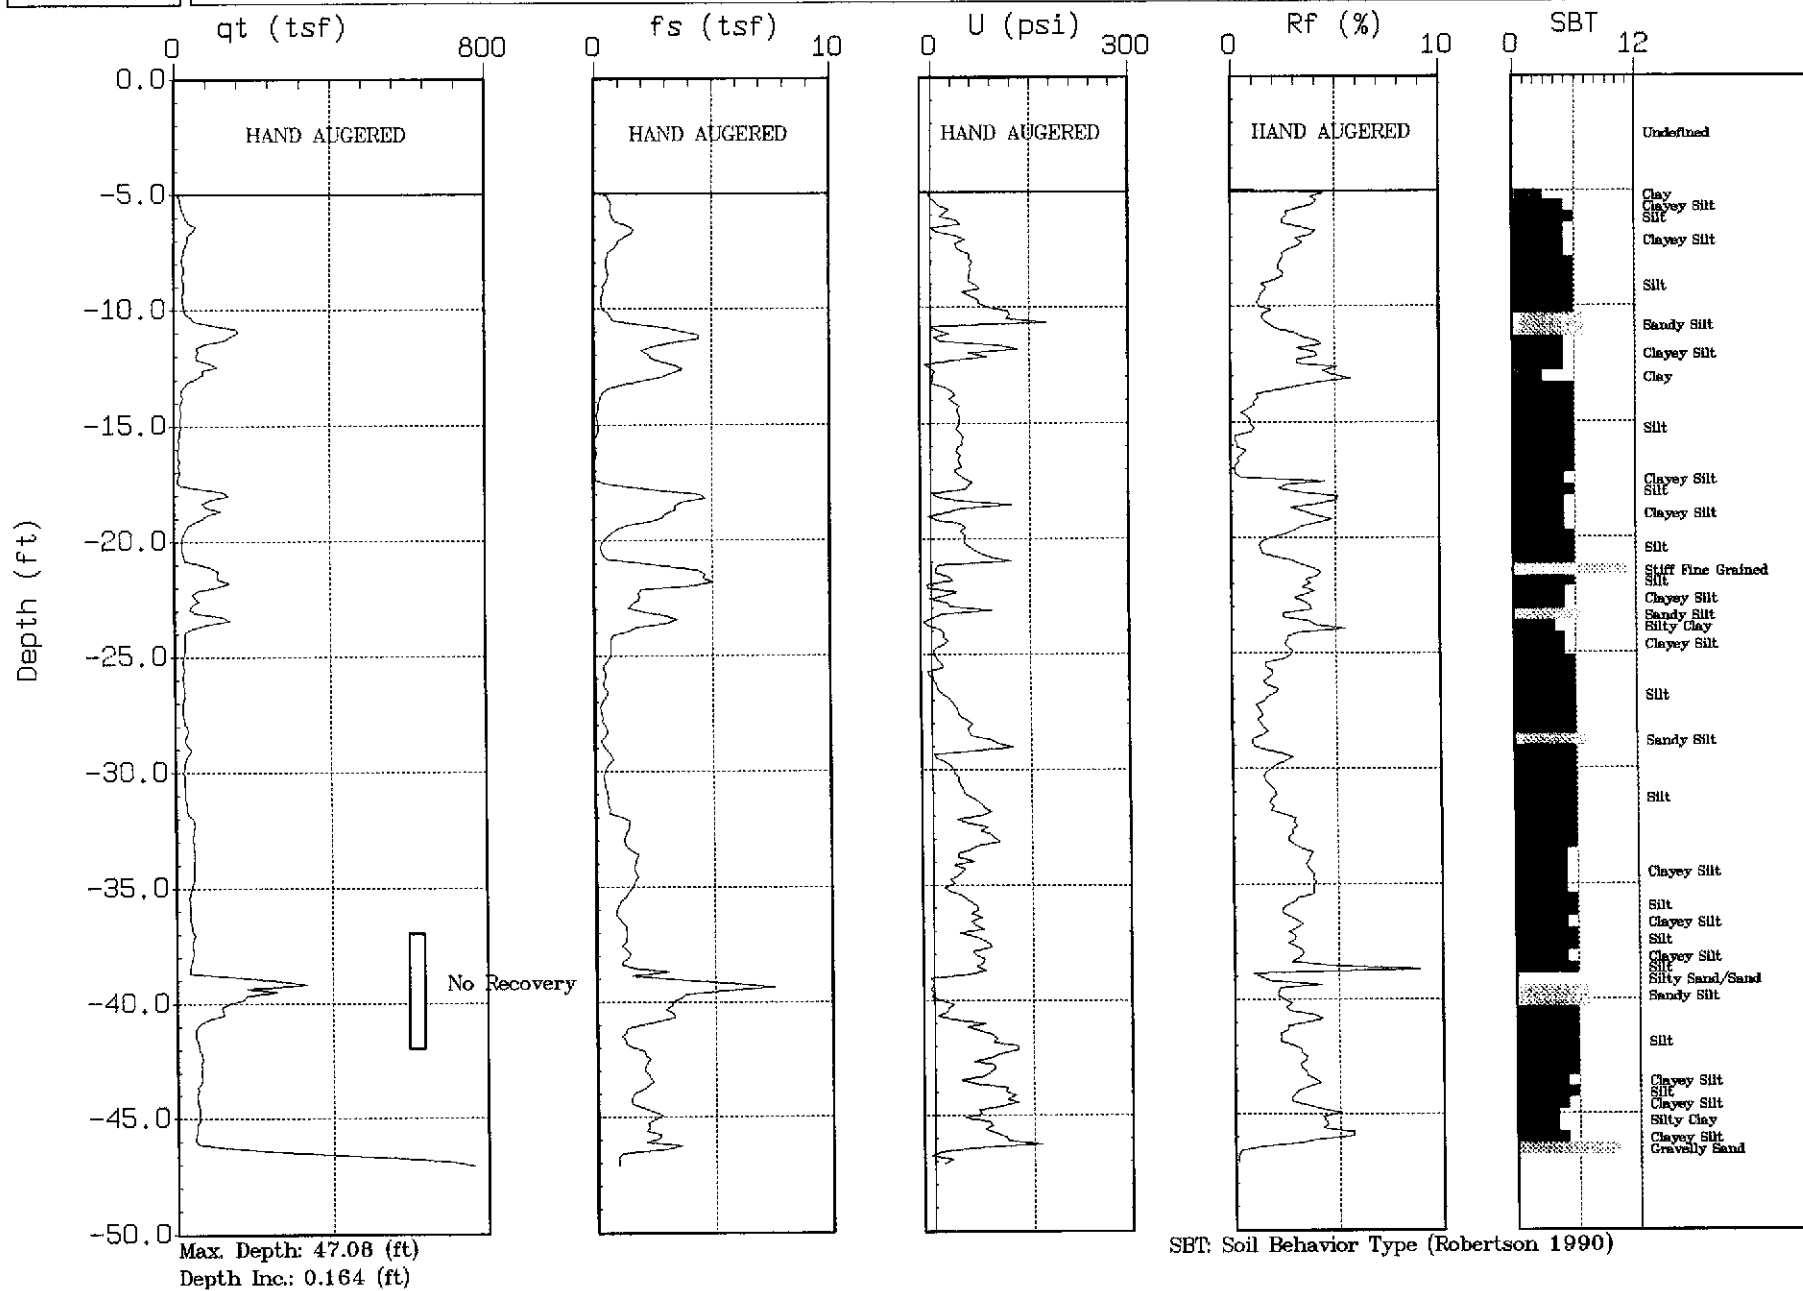 qt (tsf)
0 800
fs (tsf)
0 10
U (psi)
0 300
Rf (%)
0 10
SBT
0 12
Depth (ft)
0.0
-5.0
-10.0
-15.0
-20.0
-25.0
-30.0
-35.0
-40.0
-45.0
-50.0
HAND AUGERED
HAND AUGERED
HAND AUGERED
HAND AUGERED
No Recovery
Undefined
Clay
Clayey Silt
Silt
Clayey Silt
Silt
Sandy Silt
Clayey Silt
Clay
Silt
Clayey Silt
Silt
Clayey Silt
Silt
Stiff Fine Grained
Silt
Clayey Silt
Sandy Silt
Silty Clay
Clayey Silt
Silt
Sandy Silt
Silt
Clayey Silt
Silt
Clayey Silt
Silt
Clayey Silt
Silt
Silty Sand/Sand
Sandy Silt
Silt
Clayey Silt
Silt
Clayey Silt
Silty Clay
Clayey Silt
Gravelly Sand
Max. Depth: 47.08 (ft)
Depth Inc.: 0.164 (ft)
SBT: Soil Behavior Type (Robertson 1990)